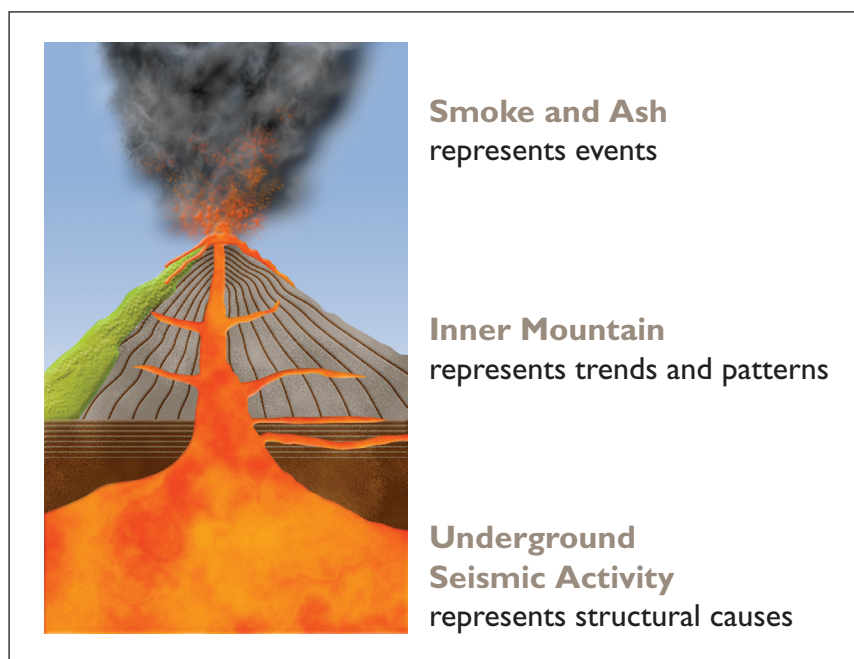 Smoke and Ash
represents events
Inner Mountain
represents trends and patterns
Underground
Seismic Activity
represents structural causes